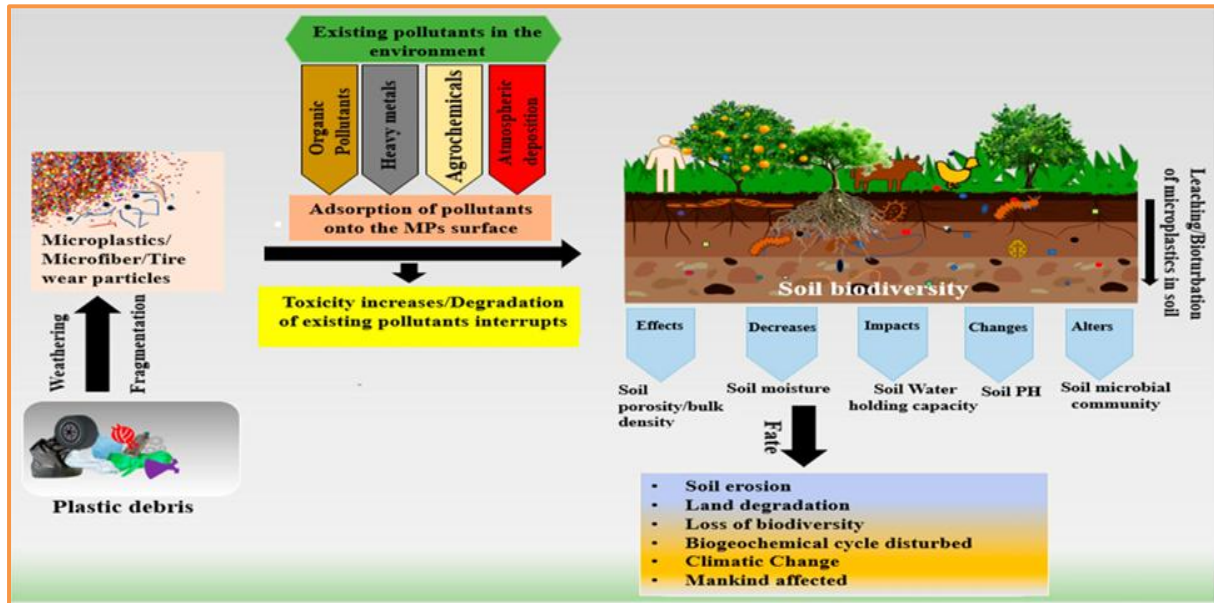 Existing pollutants in the
environment
Organic
Pollutants
Heavy metals
Agrochemicals
Atmospheric
deposition
Adsorption of pollutants
onto the MPs surface
Toxicity increases/Degradation
of existing pollutants interrupts
Microplastics/
Microfiber/Tire
wear particles
Weathering
Fragmentation
Plastic debris
Soil biodiversity
Leaching/Bioturbation
of microplastics in soil
Effects
Decreases
Impacts
Changes
Alters
Soil
porosity/bulk
density
Soil moisture
Soil Water
holding capacity
Soil PH
Soil microbial
community
Fate
• Soil erosion
• Land degradation
• Loss of biodiversity
• Biogeochemical cycle disturbed
• Climatic Change
• Mankind affected